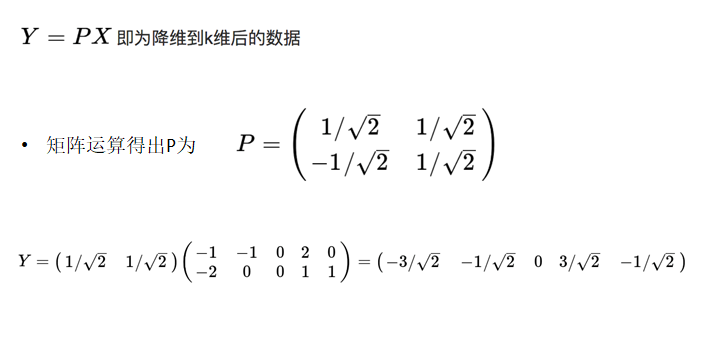 Y = PX 即为降维到k维后的数据
• 矩阵运算得出P为 P = \begin{pmatrix} 1/\sqrt{2} & 1/\sqrt{2} \\ -1/\sqrt{2} & 1/\sqrt{2} \end{pmatrix}
Y = \begin{pmatrix} 1/\sqrt{2} & 1/\sqrt{2} \end{pmatrix} \begin{pmatrix} -1 & -1 & 0 & 2 & 0 \\ -2 & 0 & 0 & 1 & 1 \end{pmatrix} = \begin{pmatrix} -3/\sqrt{2} & -1/\sqrt{2} & 0 & 3/\sqrt{2} & -1/\sqrt{2} \end{pmatrix}